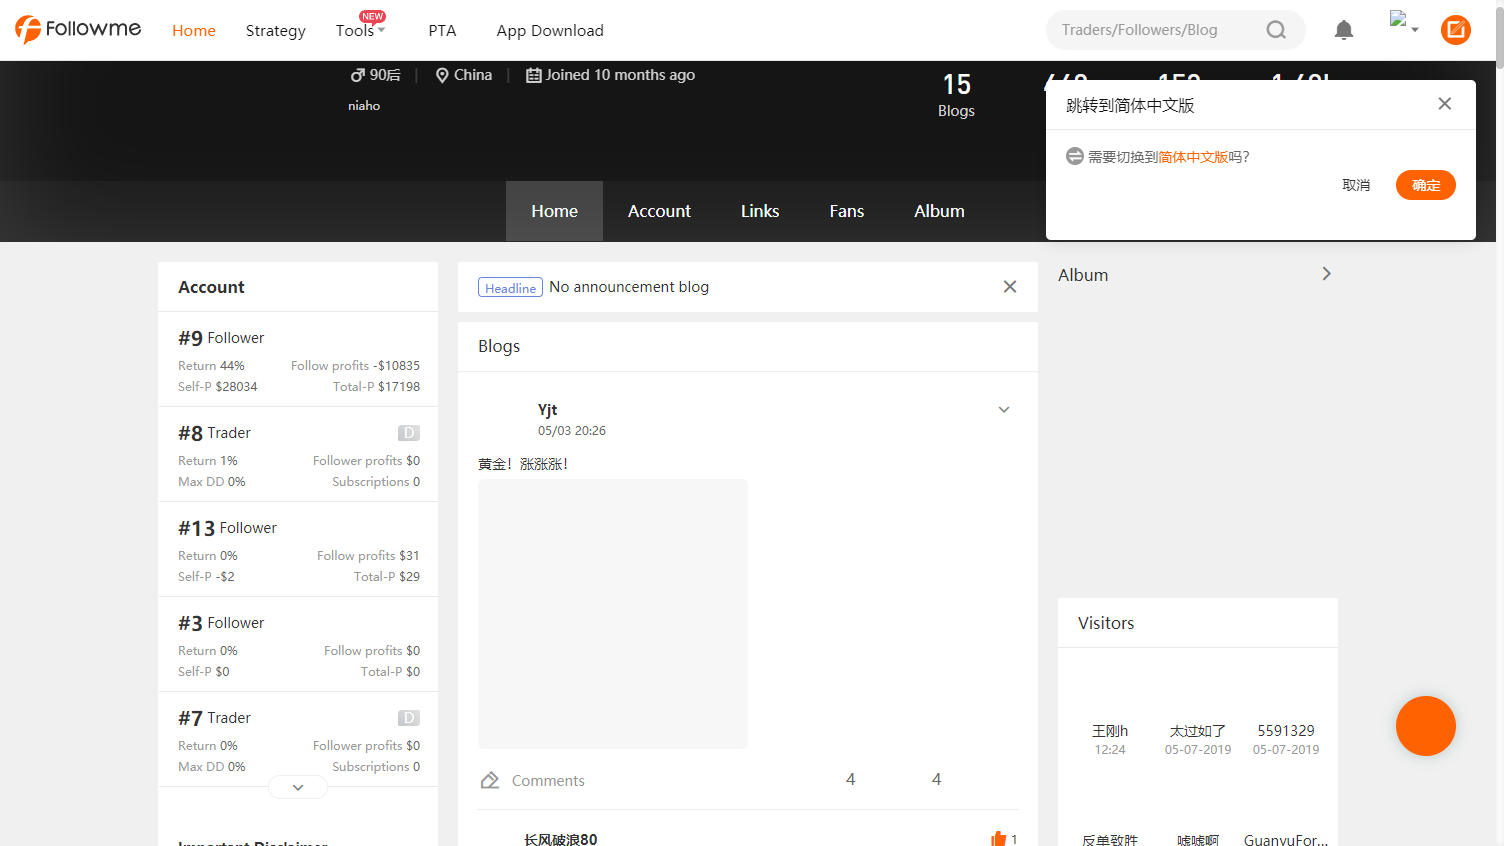 Followme
Home
Strategy
Tools
NEW
PTA
App Download
Traders/Followers/Blog
90后
China
Joined 10 months ago
niaho
15
Blogs
跳转到简体中文版
需要切换到简体中文版吗?
取消
确定
Home
Account
Links
Fans
Album
Account
#9 Follower
Return 44% Follow profits -$10835
Self-P $28034 Total-P $17198
#8 Trader D
Return 1% Follower profits $0
Max DD 0% Subscriptions 0
#13 Follower
Return 0% Follow profits $31
Self-P -$2 Total-P $29
#3 Follower
Return 0% Follow profits $0
Self-P $0 Total-P $0
#7 Trader D
Return 0% Follower profits $0
Max DD 0% Subscriptions 0
Important Disclaimer
Headline No announcement blog
Blogs
Yjt
05/03 20:26
黄金！涨涨涨！
Comments 4 4
长风破浪80 1
Album
Visitors
王刚h 太过如了 5591329
12:24 05-07-2019 05-07-2019
反单致胜 嘘嘘啊 GuanyuFor...